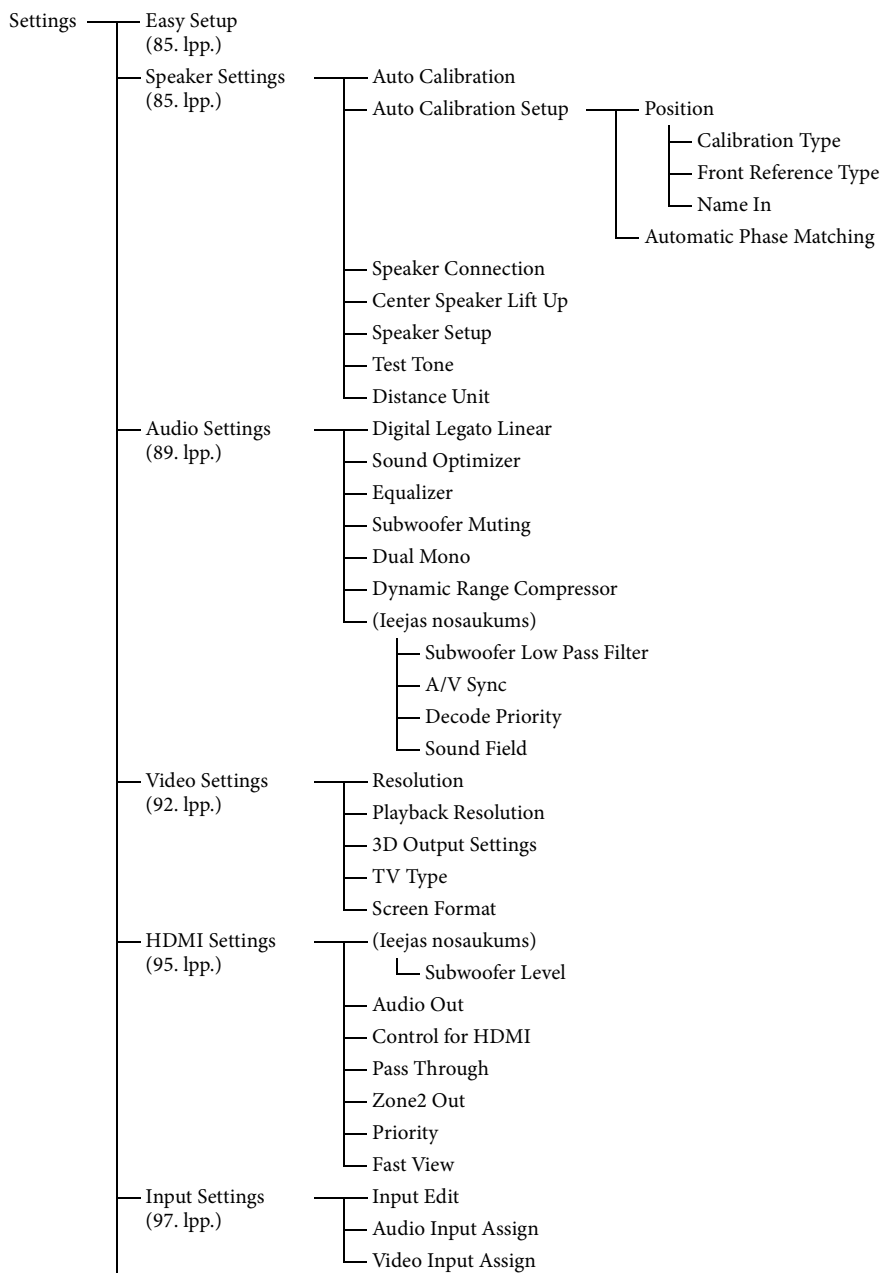 Settings
Easy Setup
(85. lpp.)
Speaker Settings
(85. lpp.)
Auto Calibration
Auto Calibration Setup
Position
Calibration Type
Front Reference Type
Name In
Automatic Phase Matching
Speaker Connection
Center Speaker Lift Up
Speaker Setup
Test Tone
Distance Unit
Audio Settings
(89. lpp.)
Digital Legato Linear
Sound Optimizer
Equalizer
Subwoofer Muting
Dual Mono
Dynamic Range Compressor
(Ieejas nosaukums)
Subwoofer Low Pass Filter
A/V Sync
Decode Priority
Sound Field
Video Settings
(92. lpp.)
Resolution
Playback Resolution
3D Output Settings
TV Type
Screen Format
HDMI Settings
(95. lpp.)
(Ieejas nosaukums)
Subwoofer Level
Audio Out
Control for HDMI
Pass Through
Zone2 Out
Priority
Fast View
Input Settings
(97. lpp.)
Input Edit
Audio Input Assign
Video Input Assign